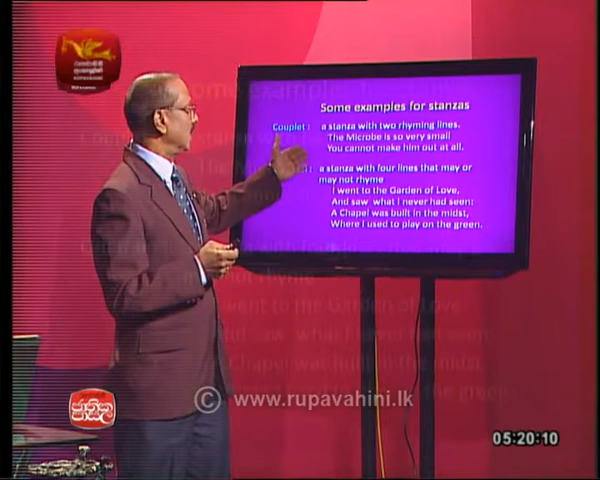 Some examples for stanzas
Couplet : a stanza with two rhyming lines.
The Microbe is so very small
You cannot make him out at all.
a stanza with four lines that may or
may not rhyme
I went to the Garden of Love,
And saw what I never had seen:
A Chapel was built in the midst,
Where I used to play on the green.
© www.rupavahini.lk
05:20:10